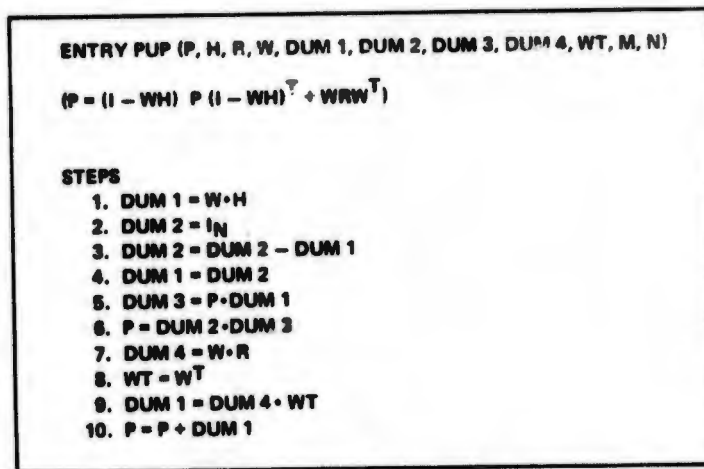 ENTRY PUP (P, H, R, W, DUM 1, DUM 2, DUM 3, DUM 4, WT, M, N)
(P = (I – WH) P (I – WH)ᵀ + WRWᵀ)
STEPS
1. DUM 1 = W•H
2. DUM 2 = I_N
3. DUM 2 = DUM 2 – DUM 1
4. DUM 1 = DUM 2
5. DUM 3 = P•DUM 1
6. P = DUM 2•DUM 3
7. DUM 4 = W•R
8. WT = Wᵀ
9. DUM 1 = DUM 4 • WT
10. P = P + DUM 1